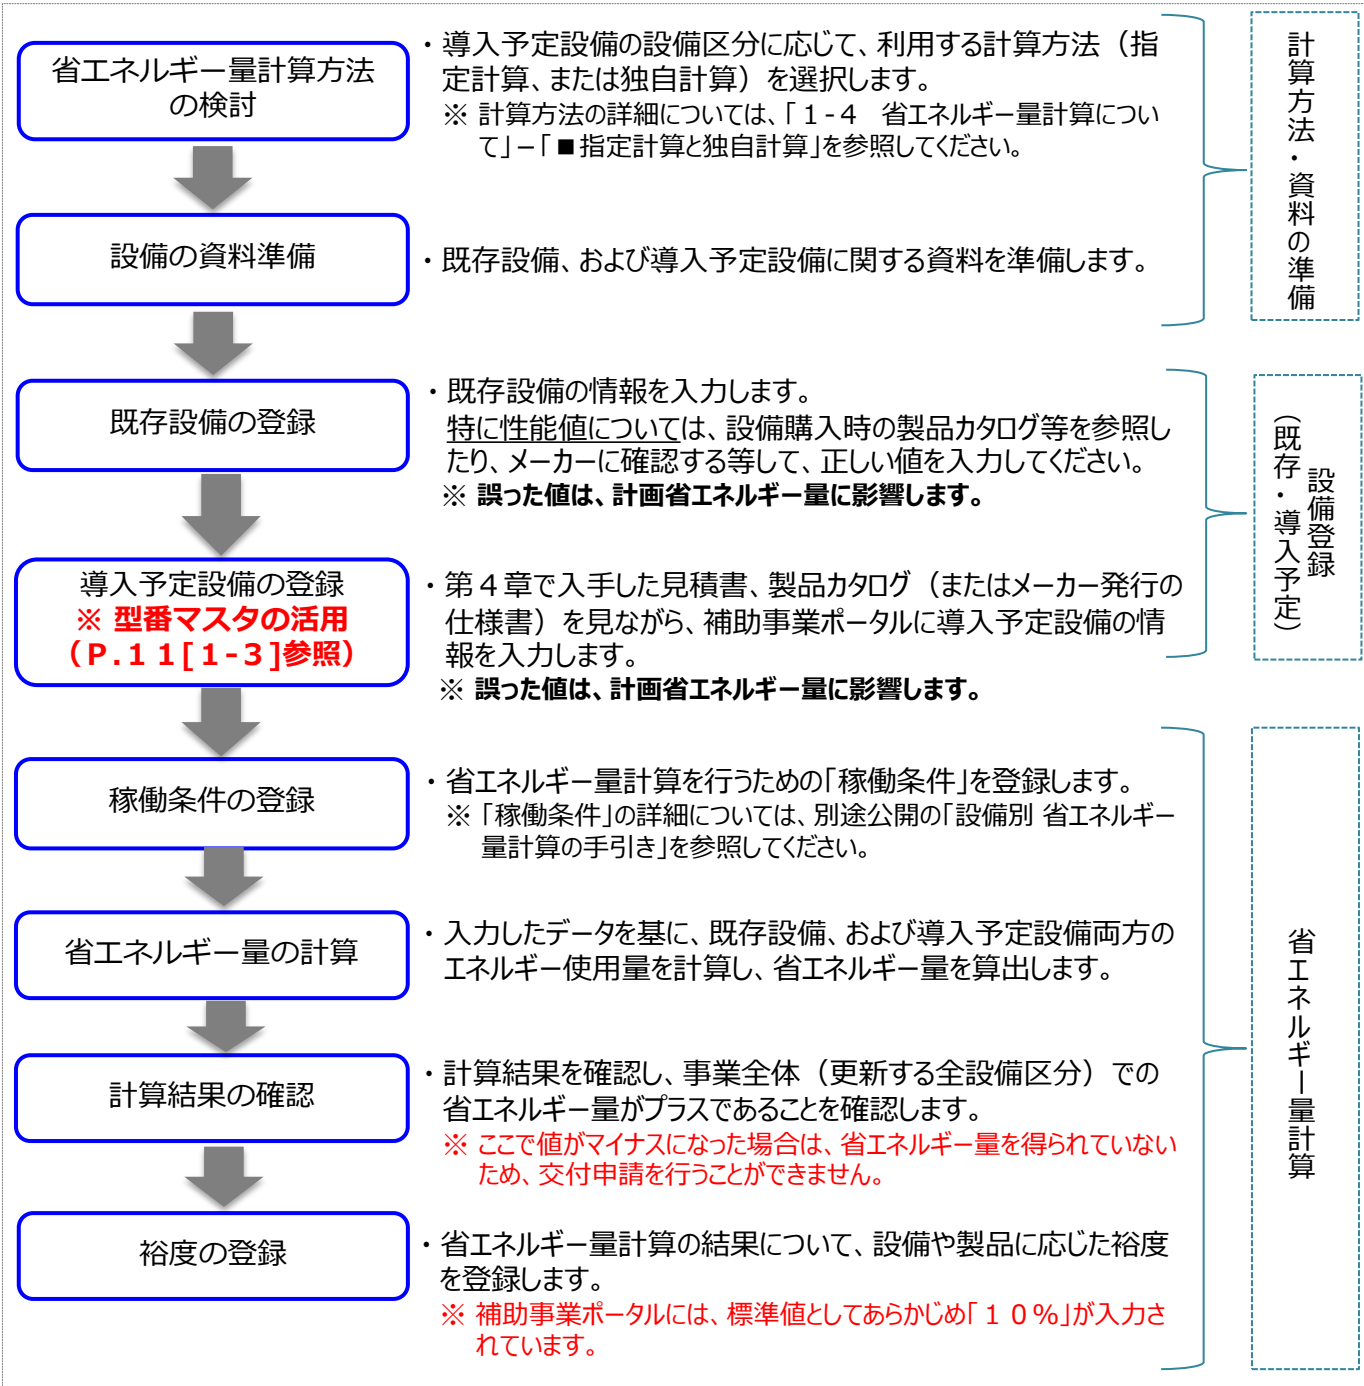 省エネルギー量計算方法
の検討
・導入予定設備の設備区分に応じて、利用する計算方法（指
定計算、または独自計算）を選択します。
※ 計算方法の詳細については、「１-４　省エネルギー量計算につい
て」－「■指定計算と独自計算」を参照してください。
設備の資料準備
・既存設備、および導入予定設備に関する資料を準備します。
計算方法・資料の準備
既存設備の登録
・既存設備の情報を入力します。
特に性能値については、設備購入時の製品カタログ等を参照し
たり、メーカーに確認する等して、正しい値を入力してください。
※ 誤った値は、計画省エネルギー量に影響します。
導入予定設備の登録
※ 型番マスタの活用
（P.１１[1-３]参照）
・第４章で入手した見積書、製品カタログ（またはメーカー発行の
仕様書）を見ながら、補助事業ポータルに導入予定設備の情
報を入力します。
※ 誤った値は、計画省エネルギー量に影響します。
設備登録
（既存・導入予定）
稼働条件の登録
・省エネルギー量計算を行うための「稼働条件」を登録します。
※「稼働条件」の詳細については、別途公開の「設備別 省エネルギー
量計算の手引き」を参照してください。
省エネルギー量の計算
・入力したデータを基に、既存設備、および導入予定設備両方の
エネルギー使用量を計算し、省エネルギー量を算出します。
計算結果の確認
・計算結果を確認し、事業全体（更新する全設備区分）での
省エネルギー量がプラスであることを確認します。
※ ここで値がマイナスになった場合は、省エネルギー量を得られていない
ため、交付申請を行うことができません。
裕度の登録
・省エネルギー量計算の結果について、設備や製品に応じた裕度
を登録します。
※ 補助事業ポータルには、標準値としてあらかじめ「１０%」が入力さ
れています。
省エネルギー量計算